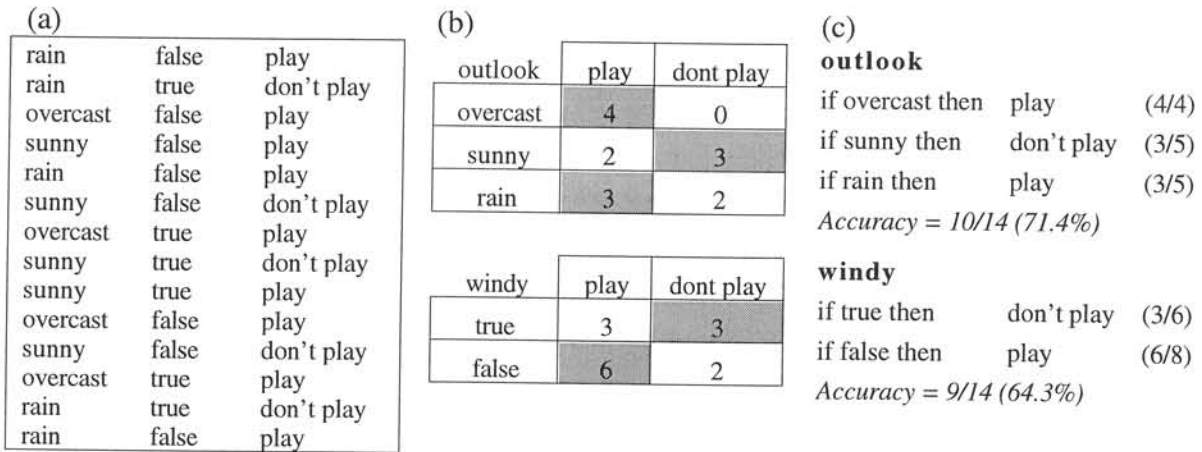 (a)
rain false play
rain true don't play
overcast false play
sunny false play
rain false play
sunny false don't play
overcast true play
sunny true don't play
sunny true play
overcast false play
sunny false don't play
overcast true play
rain true don't play
rain false play
(b)
outlook play dont play
overcast 4 0
sunny 2 3
rain 3 2
windy play dont play
true 3 3
false 6 2
(c)
outlook
if overcast then play (4/4)
if sunny then don't play (3/5)
if rain then play (3/5)
Accuracy = 10/14 (71.4%)
windy
if true then don't play (3/6)
if false then play (6/8)
Accuracy = 9/14 (64.3%)